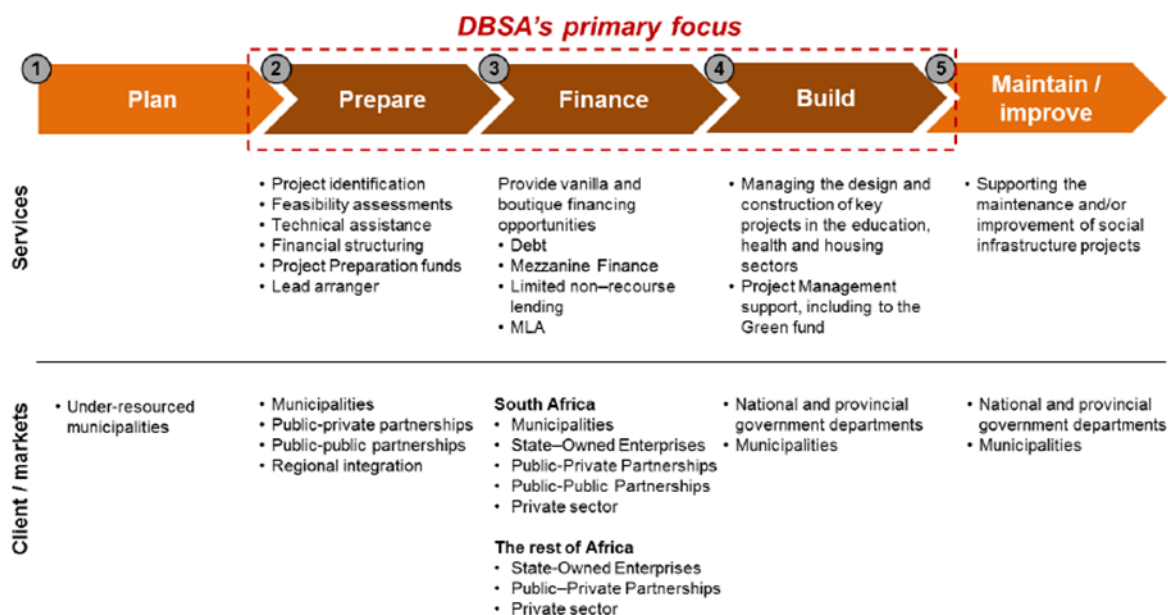 DBSA's primary focus
1
Plan
2
Prepare
3
Finance
4
Build
5
Maintain /
improve
Services
• Project identification
• Feasibility assessments
• Technical assistance
• Financial structuring
• Project Preparation funds
• Lead arranger
Provide vanilla and
boutique financing
opportunities
• Debt
• Mezzanine Finance
• Limited non–recourse
lending
• MLA
• Managing the design and
construction of key
projects in the education,
health and housing
sectors
• Project Management
support, including to the
Green fund
• Supporting the
maintenance and/or
improvement of social
infrastructure projects
Client / markets
• Under-resourced
municipalities
• Municipalities
• Public-private partnerships
• Public-public partnerships
• Regional integration
South Africa
• Municipalities
• State–Owned Enterprises
• Public-Private Partnerships
• Public-Public Partnerships
• Private sector
The rest of Africa
• State-Owned Enterprises
• Public–Private Partnerships
• Private sector
• National and provincial
government departments
• Municipalities
• National and provincial
government departments
• Municipalities